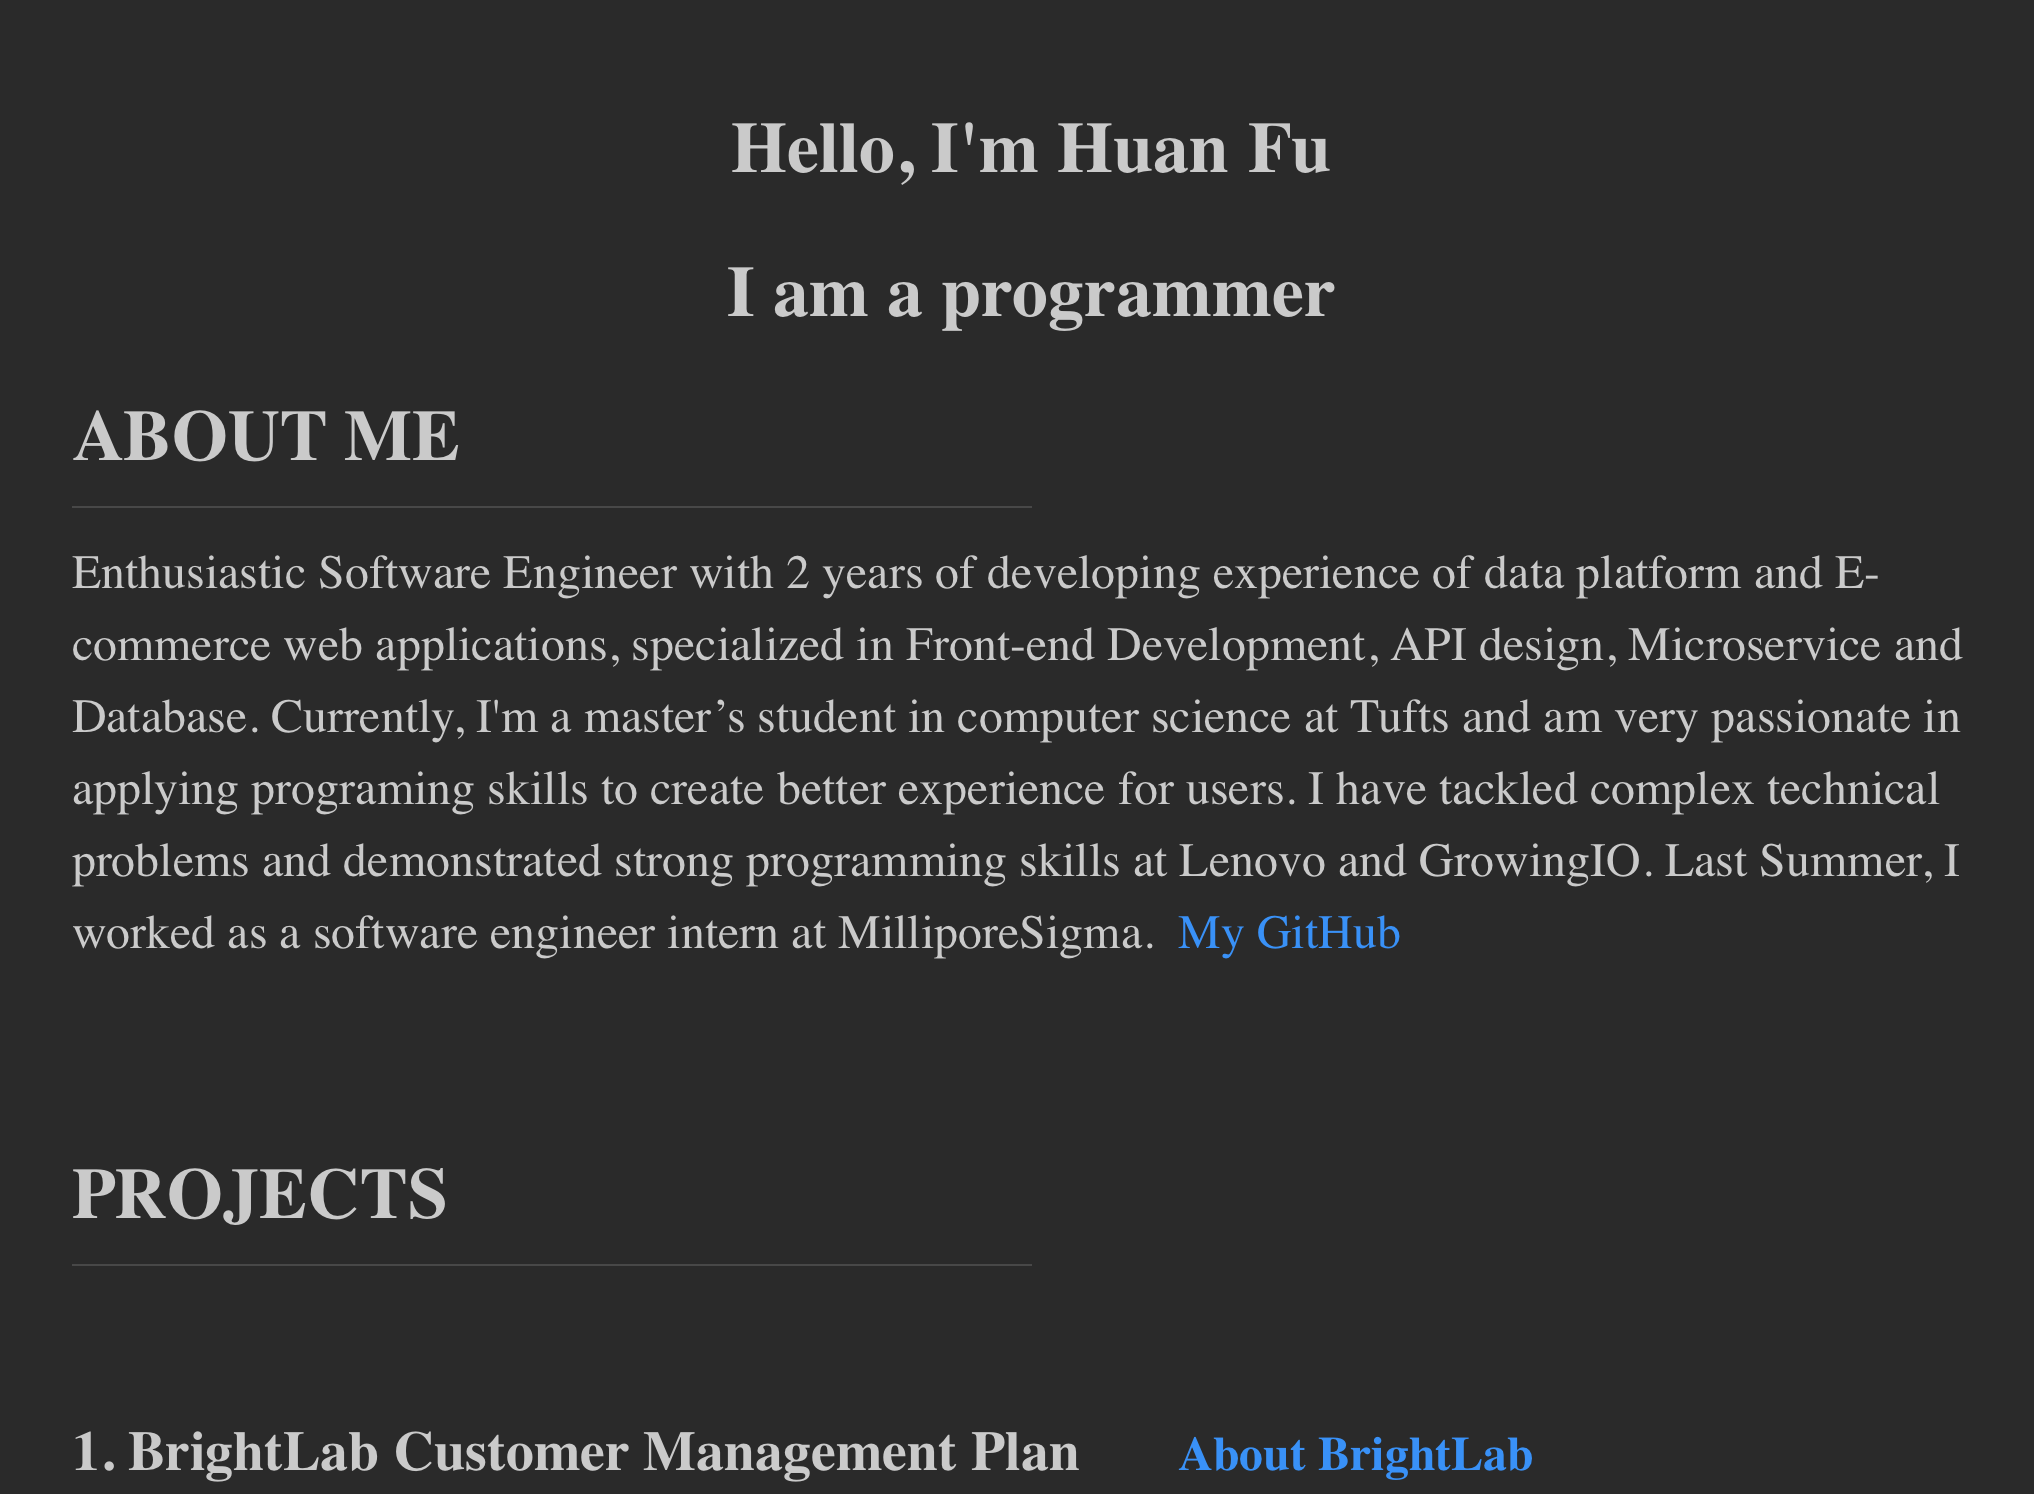 Hello, I'm Huan Fu
I am a programmer
ABOUT ME
Enthusiastic Software Engineer with 2 years of developing experience of data platform and E-
commerce web applications, specialized in Front-end Development, API design, Microservice and
Database. Currently, I'm a master’s student in computer science at Tufts and am very passionate in
applying programing skills to create better experience for users. I have tackled complex technical
problems and demonstrated strong programming skills at Lenovo and GrowingIO. Last Summer, I
worked as a software engineer intern at MilliporeSigma. My GitHub
PROJECTS
1. BrightLab Customer Management Plan About BrightLab